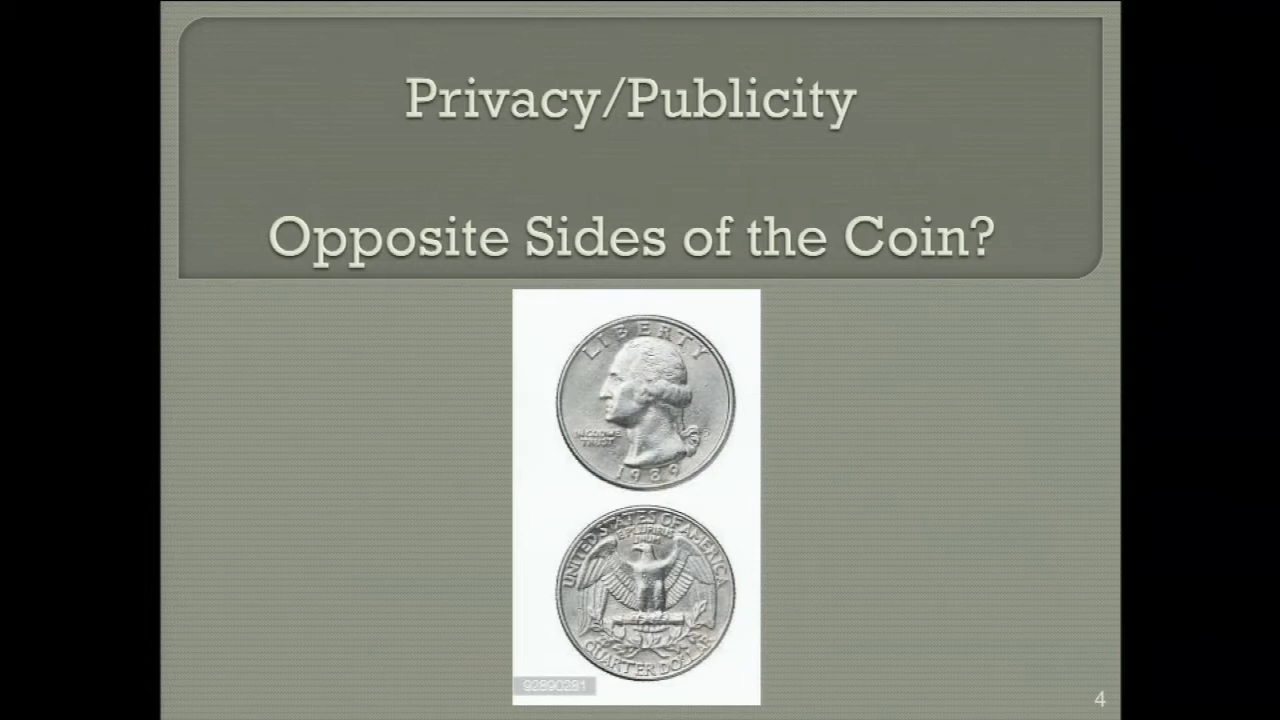 Privacy/Publicity
Opposite Sides of the Coin?
LIBERTY
IN GOD WE
TRUST
1989
UNITED STATES OF AMERICA
E PLURIBUS
UNUM
QUARTER DOLLAR
92890281
4